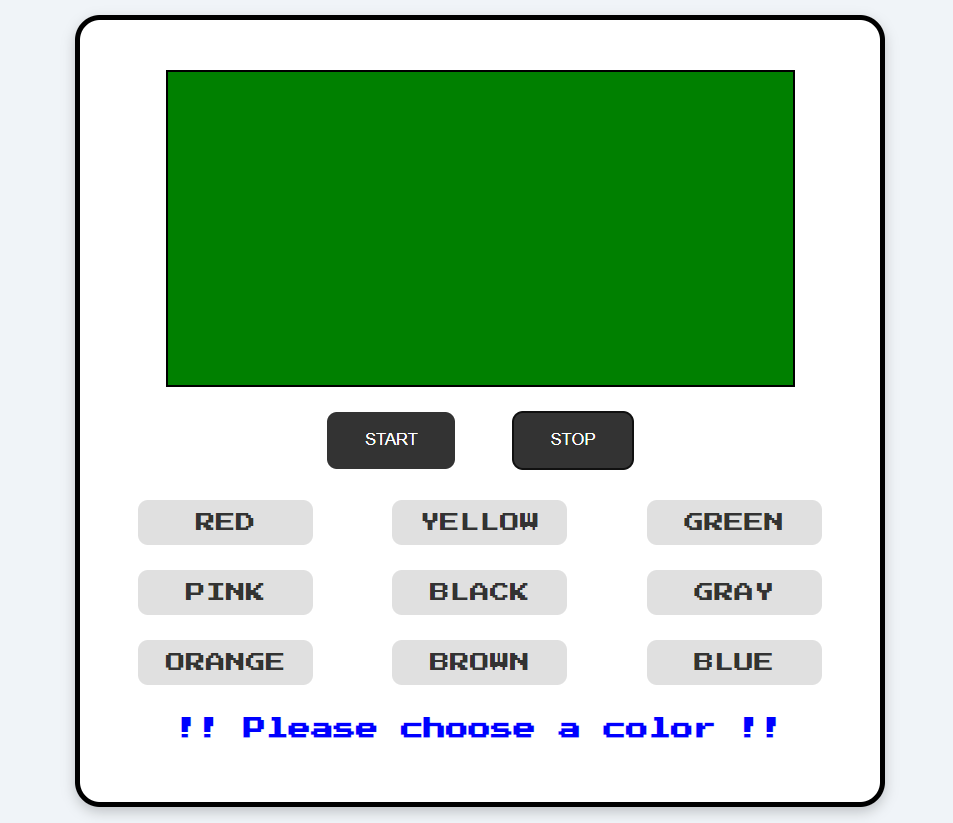 START STOP
RED YELLOW GREEN
PINK BLACK GRAY
ORANGE BROWN BLUE
!! Please choose a color !!